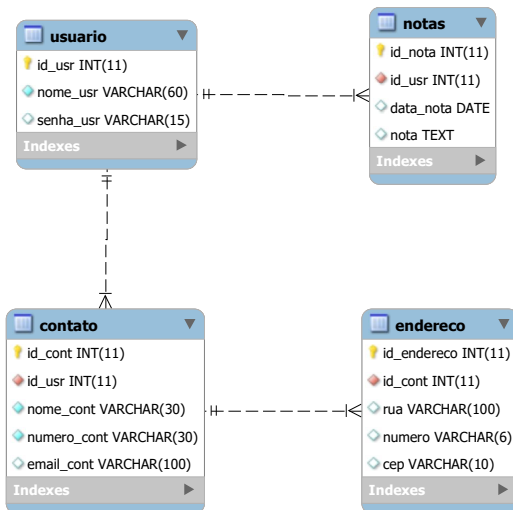 usuario
id_usr INT(11)
nome_usr VARCHAR(60)
senha_usr VARCHAR(15)
Indexes
notas
id_nota INT(11)
id_usr INT(11)
data_nota DATE
nota TEXT
Indexes
contato
id_cont INT(11)
id_usr INT(11)
nome_cont VARCHAR(30)
numero_cont VARCHAR(30)
email_cont VARCHAR(100)
Indexes
endereco
id_endereco INT(11)
id_cont INT(11)
rua VARCHAR(100)
numero VARCHAR(6)
cep VARCHAR(10)
Indexes